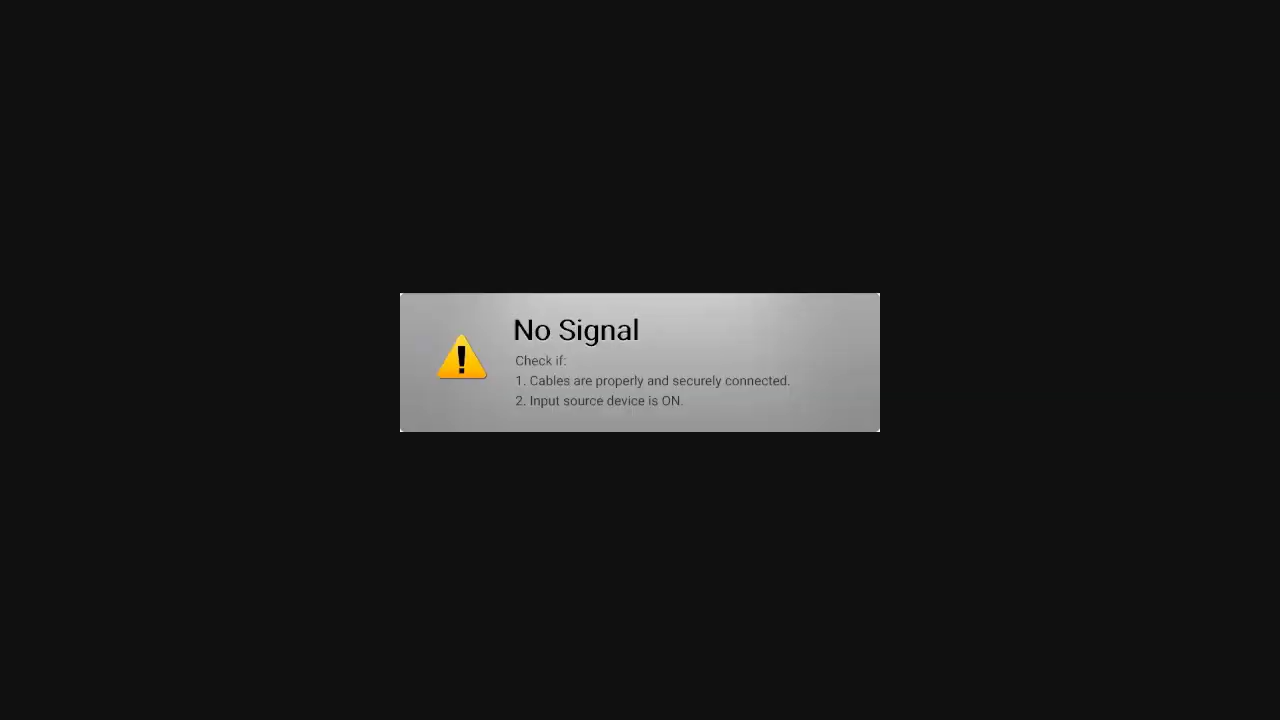 No Signal
Check if:
1. Cables are properly and securely connected.
2. Input source device is ON.